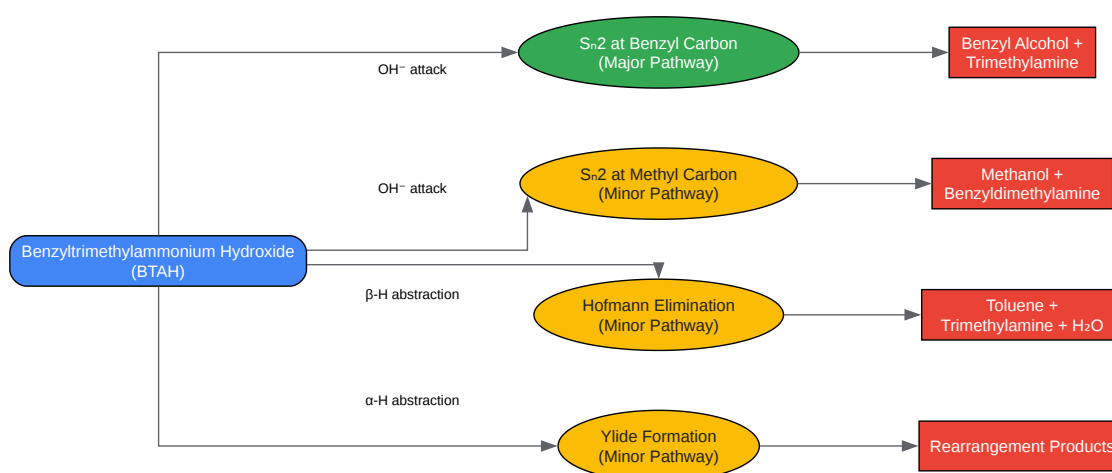 Sₙ2 at Benzyl Carbon
(Major Pathway)
Benzyl Alcohol +
Trimethylamine
OH⁻ attack
Sₙ2 at Methyl Carbon
(Minor Pathway)
Methanol +
Benzyldimethylamine
OH⁻ attack
Benzyltrimethylammonium Hydroxide
(BTAH)
β-H abstraction
Hofmann Elimination
(Minor Pathway)
Toluene +
Trimethylamine + H₂O
α-H abstraction
Ylide Formation
(Minor Pathway)
Rearrangement Products